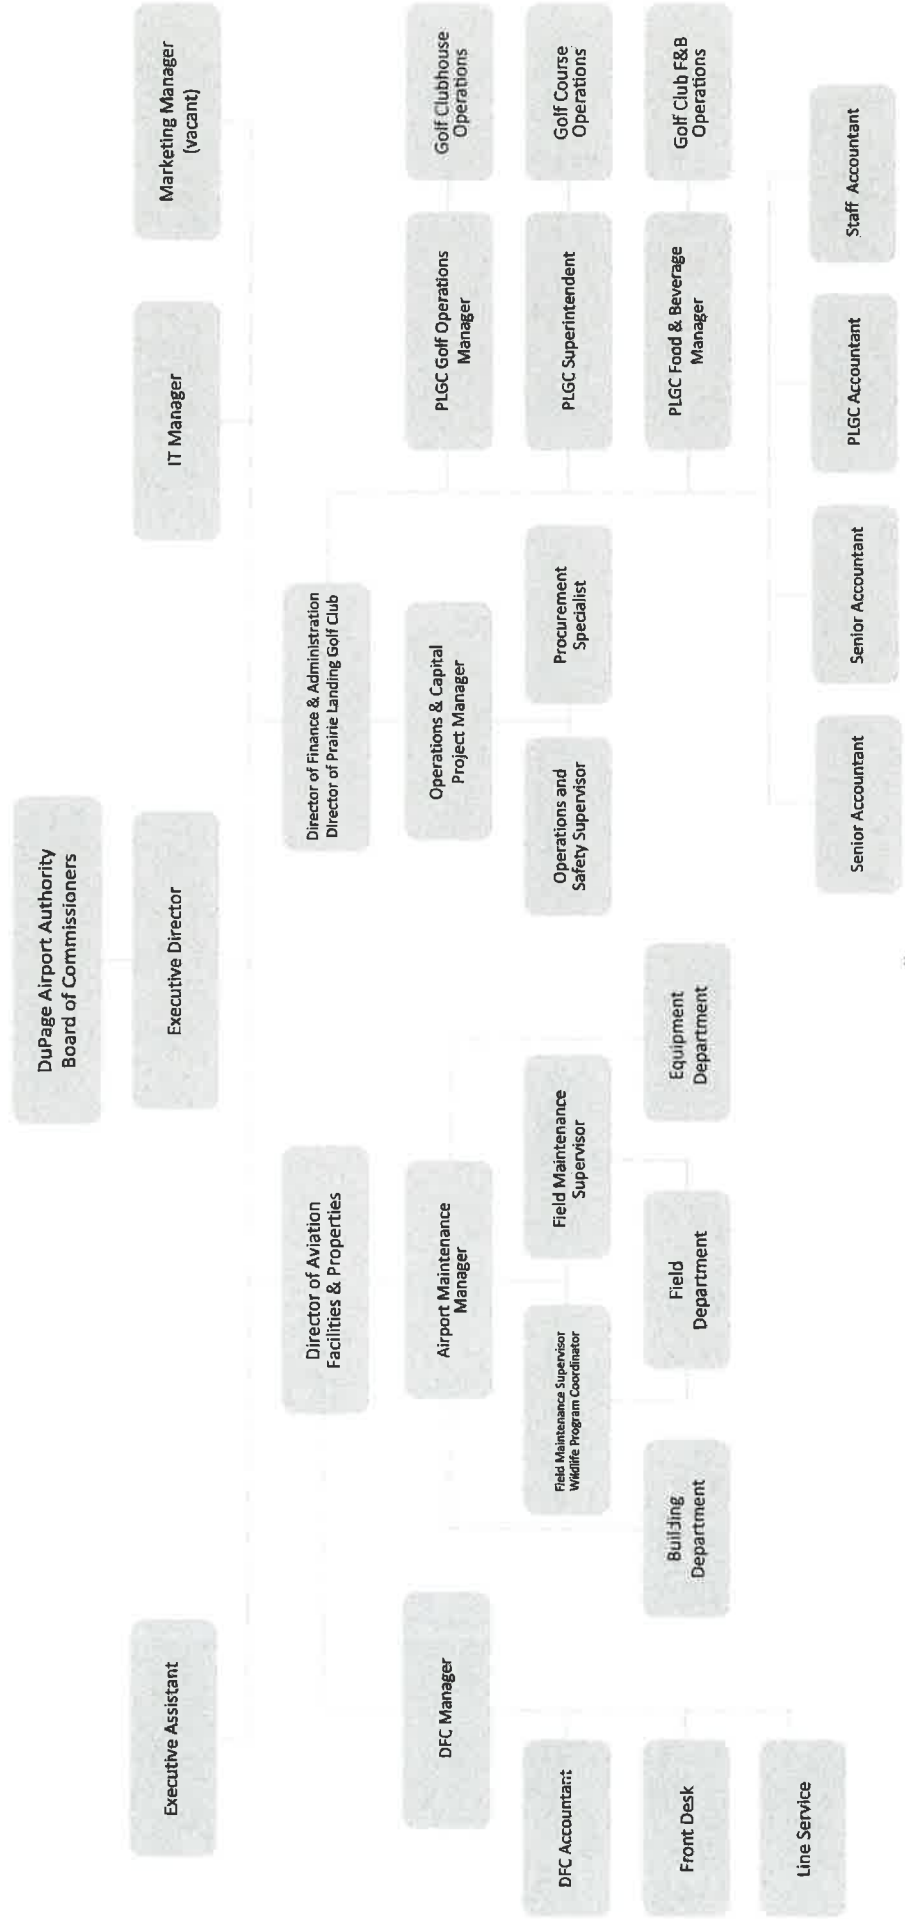 DuPage Airport Authority
Board of Commissioners
Executive Assistant
Executive Director
IT Manager
Marketing Manager
(vacant)
Director of Aviation
Facilities & Properties
Director of Finance & Administration
DIrector of Prairie Landing Golf Club
DFC Manager
Airport Maintenance
Manager
Operations & Capital
Project Manager
PLGC Golf Operations
Manager
Golf Clubhouse
Operations
DFC Accountant
Field Maintenance Supervisor
Wildlife Program Coordinator
Field Maintenance
Supervisor
Operations and
Safety Supervisor
Procurement
Specialist
PLGC Superintendent
Golf Course
Operations
Front Desk
Building
Department
Field
Department
Equipment
Department
PLGC Food & Beverage
Manager
Golf Club F&B
Operations
Line Service
Senior Accountant
Senior Accountant
PLGC Accountant
Staff Accountant